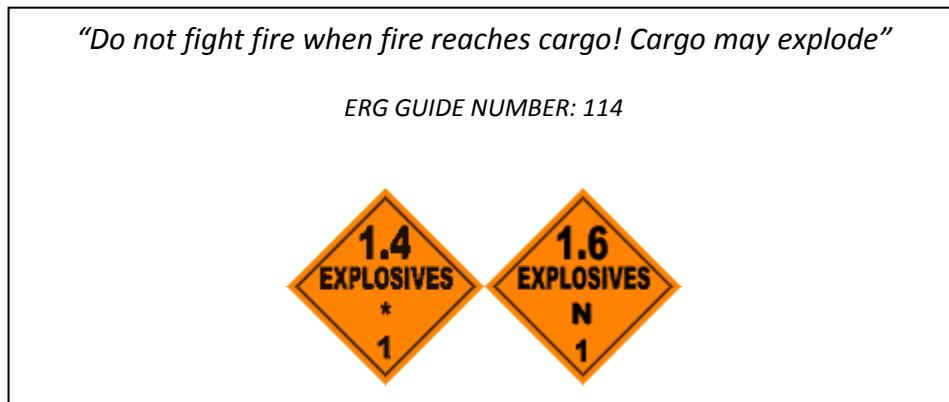 “Do not fight fire when fire reaches cargo! Cargo may explode”
ERG GUIDE NUMBER: 114
1.4
EXPLOSIVES
*
1
1.6
EXPLOSIVES
N
1